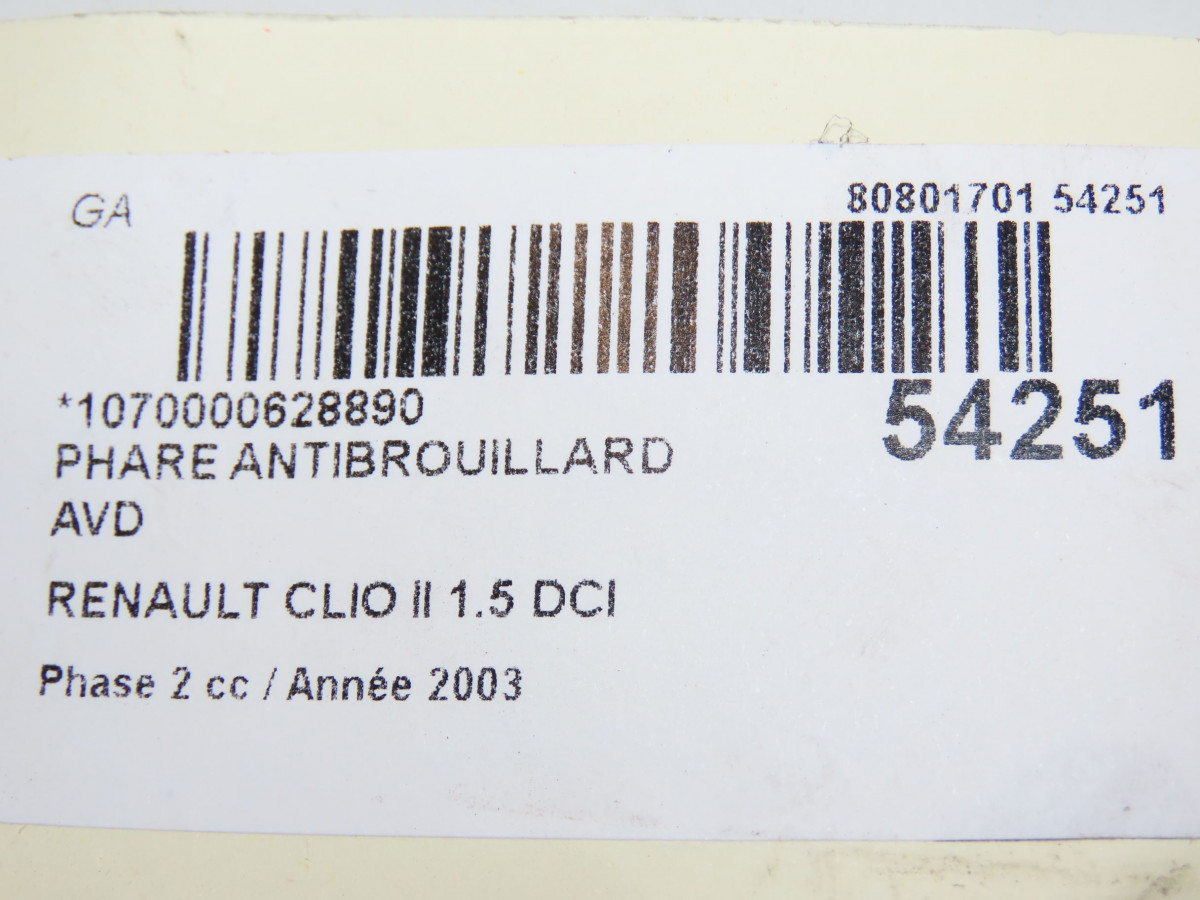 GA
80801701 54251
*1070000628890
54251
PHARE ANTIBROUILLARD
AVD
RENAULT CLIO II 1.5 DCI
Phase 2 cc / Année 2003